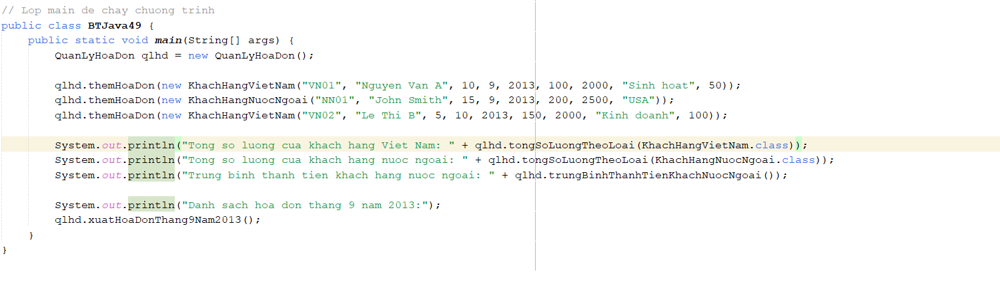 // Lop main de chay chuong trinh
public class BTJava49 {
    public static void main(String[] args) {
        QuanLyHoaDon qlhd = new QuanLyHoaDon();

        qlhd.themHoaDon(new KhachHangVietNam("VN01", "Nguyen Van A", 10, 9, 2013, 100, 2000, "Sinh hoat", 50));
        qlhd.themHoaDon(new KhachHangNuocNgoai("NN01", "John Smith", 15, 9, 2013, 200, 2500, "USA"));
        qlhd.themHoaDon(new KhachHangVietNam("VN02", "Le Thi B", 5, 10, 2013, 150, 2000, "Kinh doanh", 100));

        System.out.println("Tong so luong cua khach hang Viet Nam: " + qlhd.tongSoLuongTheoLoai(KhachHangVietNam.class));
        System.out.println("Tong so luong cua khach hang nuoc ngoai: " + qlhd.tongSoLuongTheoLoai(KhachHangNuocNgoai.class));
        System.out.println("Trung binh thanh tien khach hang nuoc ngoai: " + qlhd.trungBinhThanhTienKhachNuocNgoai());

        System.out.println("Danh sach hoa don thang 9 nam 2013:");
        qlhd.xuatHoaDonThang9Nam2013();
    }
}